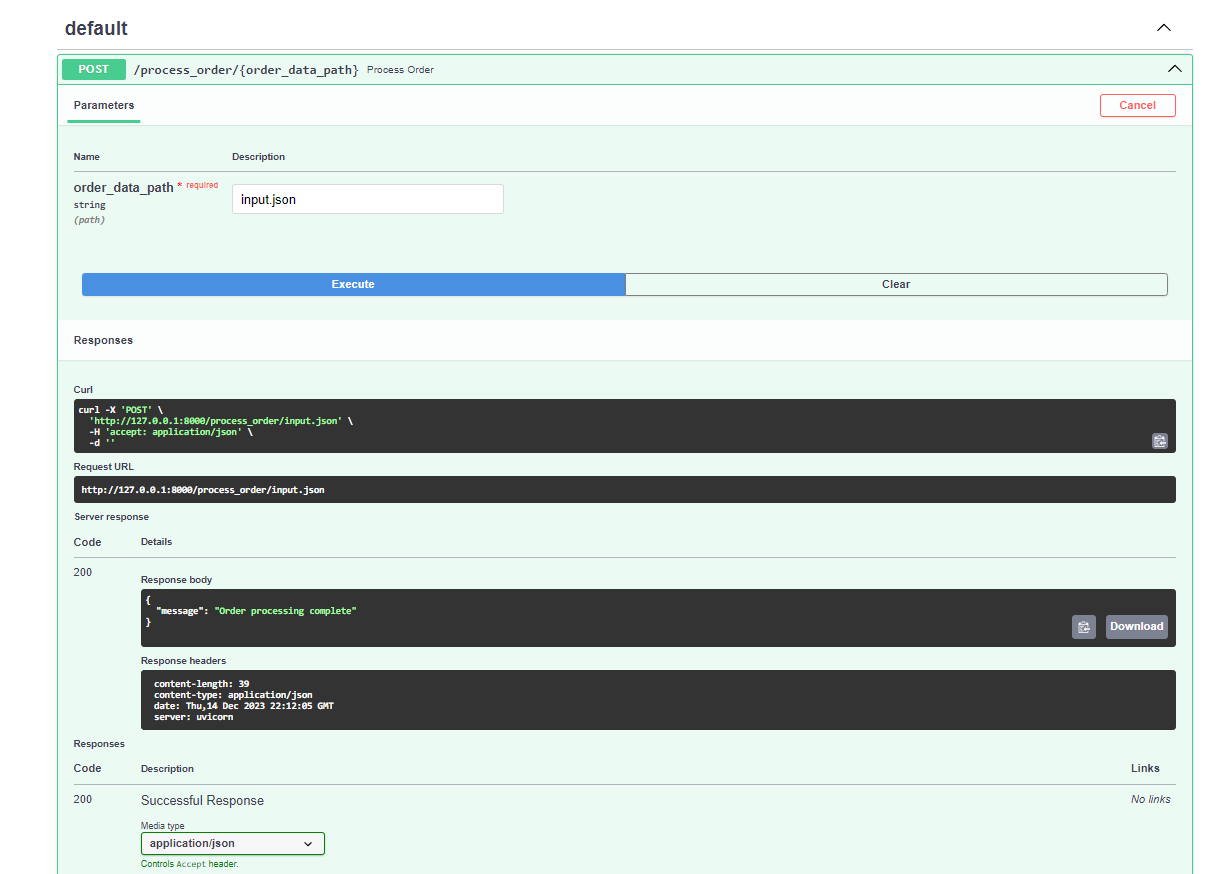 default
POST /process_order/{order_data_path} Process Order
Parameters
Cancel
Name Description
order_data_path * required
string
(path)
input.json
Execute Clear
Responses
Curl
curl -X 'POST' \
'http://127.0.0.1:8000/process_order/input.json' \
-H 'accept: application/json' \
-d ''
Request URL
http://127.0.0.1:8000/process_order/input.json
Server response
Code Details
200
Response body
{
"message": "Order processing complete"
}
Download
Response headers
content-length: 39
content-type: application/json
date: Thu,14 Dec 2023 22:12:05 GMT
server: uvicorn
Responses
Code Description Links
200 Successful Response No links
Media type
application/json
Controls Accept header.